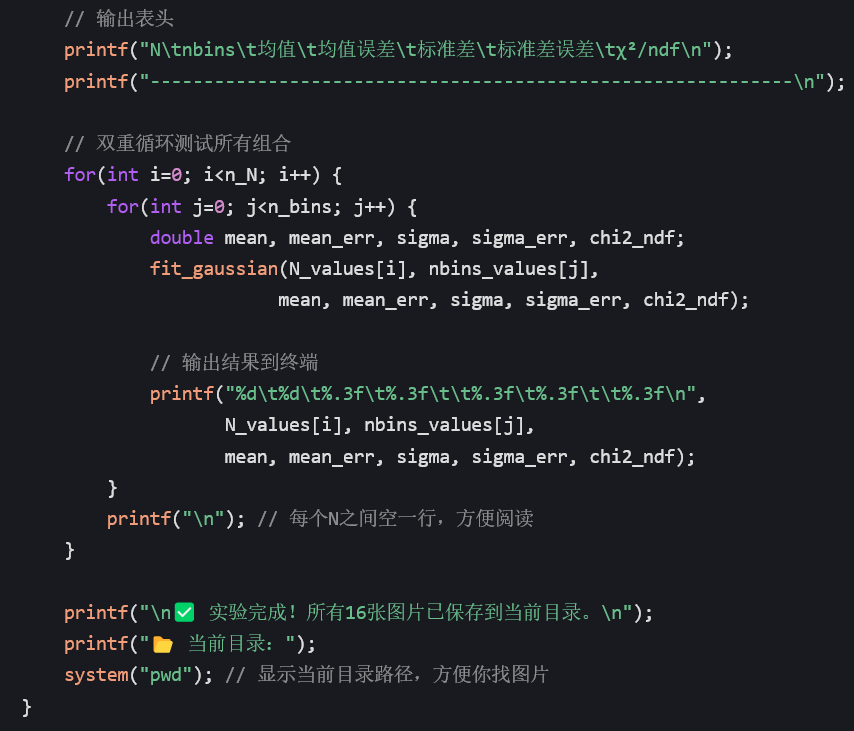 // 输出表头
printf("N\tnbins\t均值\t均值误差\t标准差\t标准差误差\tχ²/ndf\n");
printf("------------------------------------------------------------\n");
// 双重循环测试所有组合
for(int i=0; i<n_N; i++) {
for(int j=0; j<n_bins; j++) {
double mean, mean_err, sigma, sigma_err, chi2_ndf;
fit_gaussian(N_values[i], nbins_values[j],
mean, mean_err, sigma, sigma_err, chi2_ndf);
// 输出结果到终端
printf("%d\t%d\t%.3f\t%.3f\t\t%.3f\t%.3f\t\t%.3f\n",
N_values[i], nbins_values[j],
mean, mean_err, sigma, sigma_err, chi2_ndf);
}
printf("\n"); // 每个N之间空一行，方便阅读
}
printf("\n✅ 实验完成！所有16张图片已保存到当前目录。\n");
printf("📂 当前目录：");
system("pwd"); // 显示当前目录路径，方便你找图片
}